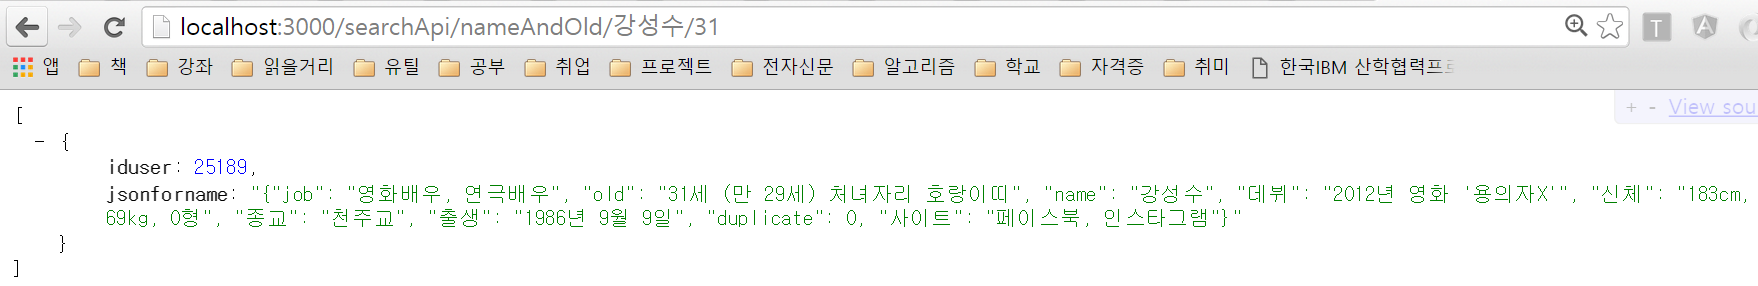 localhost:3000/searchApi/nameAndOld/강성수/31
T A
앱 책 강좌 읽을거리 유틸 공부 취업 프로젝트 전자신문 알고리즘 학교 자격증 취미 한국IBM 산학협력프로
[ + - View sou
- {
iduser: 25189,
jsonforname: "{"job": "영화배우, 연극배우", "old": "31세 (만 29세) 처녀자리 호랑이띠", "name": "강성수", "데뷔": "2012년 영화 '용의자X'", "신체": "183cm,
69kg, O형", "종교": "천주교", "출생": "1986년 9월 9일", "duplicate": 0, "사이트": "페이스북, 인스타그램"}"
}
]